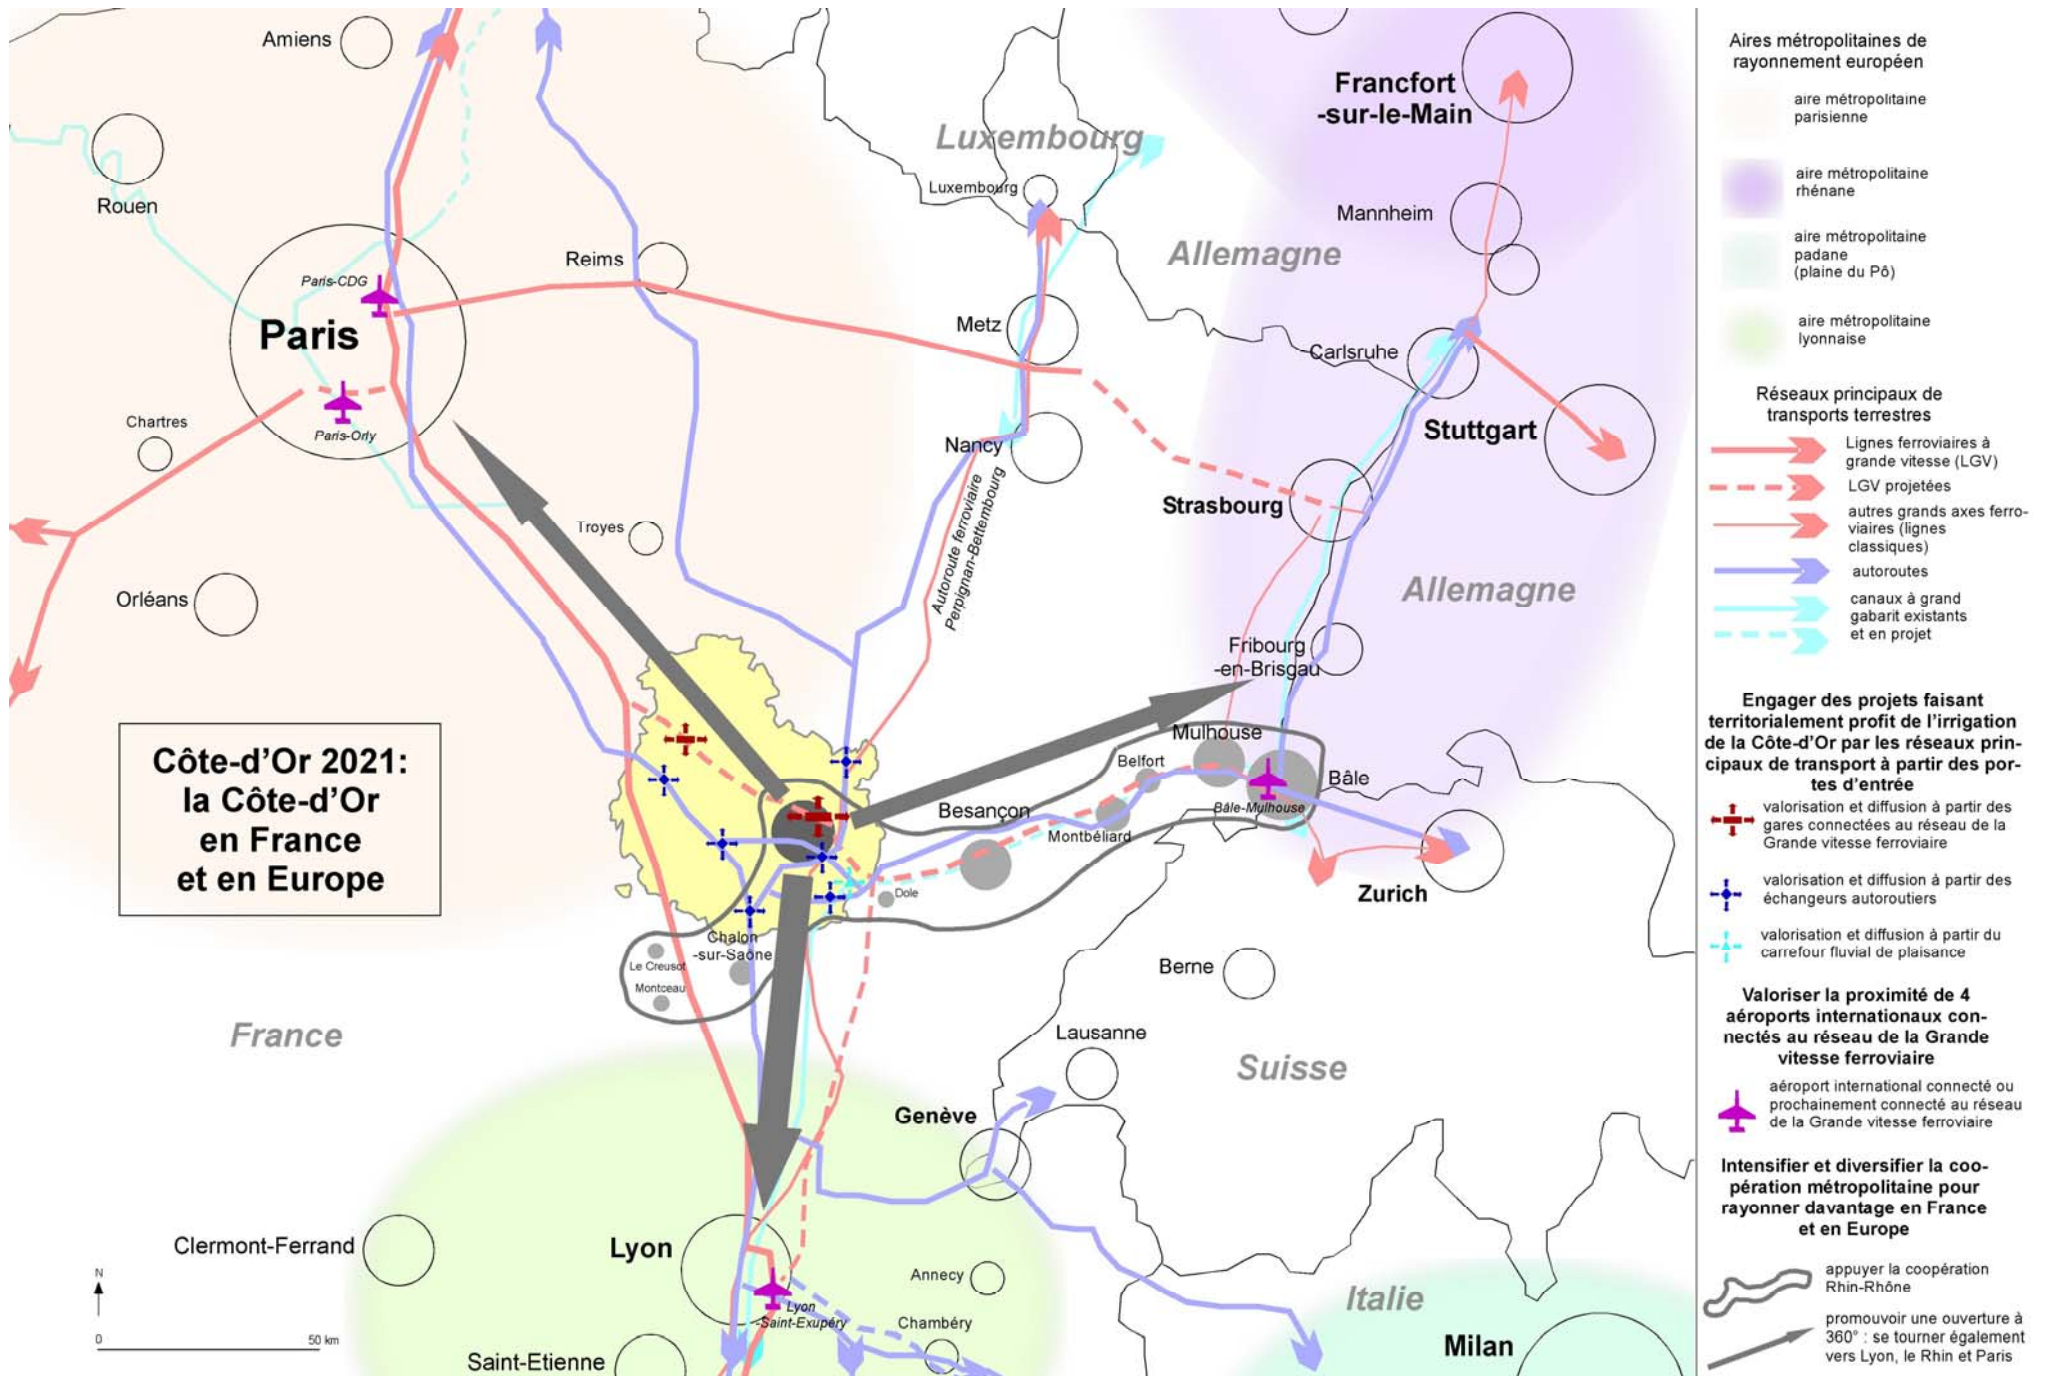 Amiens
Rouen
Paris-CDG
Paris
Paris-Orly
Chartres
Orléans
Reims
Troyes
Luxembourg
Luxembourg
Metz
Nancy
Autoroute ferroviaire
Perpignan-Bettembourg
Francfort
-sur-le-Main
Mannheim
Allemagne
Carlsruhe
Stuttgart
Strasbourg
Allemagne
Fribourg
-en-Brisgau
Mulhouse
Belfort
Bâle
Bâle-Mulhouse
Besançon
Montbéliard
Zurich
Dole
Côte-d’Or 2021:
la Côte-d’Or
en France
et en Europe
Chalon
-sur-Saône
Le Creusot
Montceau
France
Berne
Lausanne
Suisse
Genève
Clermont-Ferrand
Lyon
Lyon
-Saint-Exupéry
Annecy
Chambéry
Saint-Etienne
Italie
Milan
N
0
50 km
Aires métropolitaines de
rayonnement européen
aire métropolitaine
parisienne
aire métropolitaine
rhénane
aire métropolitaine
padane
(plaine du Pô)
aire métropolitaine
lyonnaise
Réseaux principaux de
transports terrestres
Lignes ferroviaires à
grande vitesse (LGV)
LGV projetées
autres grands axes ferro-
viaires (lignes
classiques)
autoroutes
canaux à grand
gabarit existants
et en projet
Engager des projets faisant
territorialement profit de l’irrigation
de la Côte-d’Or par les réseaux prin-
cipaux de transport à partir des por-
tes d’entrée
valorisation et diffusion à partir des
gares connectées au réseau de la
Grande vitesse ferroviaire
valorisation et diffusion à partir des
échangeurs autoroutiers
valorisation et diffusion à partir du
carrefour fluvial de plaisance
Valoriser la proximité de 4
aéroports internationaux con-
nectés au réseau de la Grande
vitesse ferroviaire
aéroport international connecté ou
prochainement connecté au réseau
de la Grande vitesse ferroviaire
Intensifier et diversifier la coo-
pération métropolitaine pour
rayonner davantage en France
et en Europe
appuyer la coopération
Rhin-Rhône
promouvoir une ouverture à
360° : se tourner également
vers Lyon, le Rhin et Paris